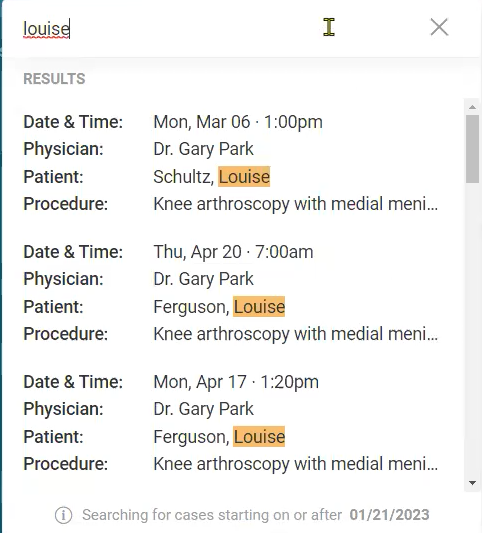 louise
RESULTS
Date & Time: Mon, Mar 06 · 1:00pm
Physician: Dr. Gary Park
Patient: Schultz, Louise
Procedure: Knee arthroscopy with medial meni...
Date & Time: Thu, Apr 20 · 7:00am
Physician: Dr. Gary Park
Patient: Ferguson, Louise
Procedure: Knee arthroscopy with medial meni...
Date & Time: Mon, Apr 17 · 1:20pm
Physician: Dr. Gary Park
Patient: Ferguson, Louise
Procedure: Knee arthroscopy with medial meni...
Searching for cases starting on or after 01/21/2023